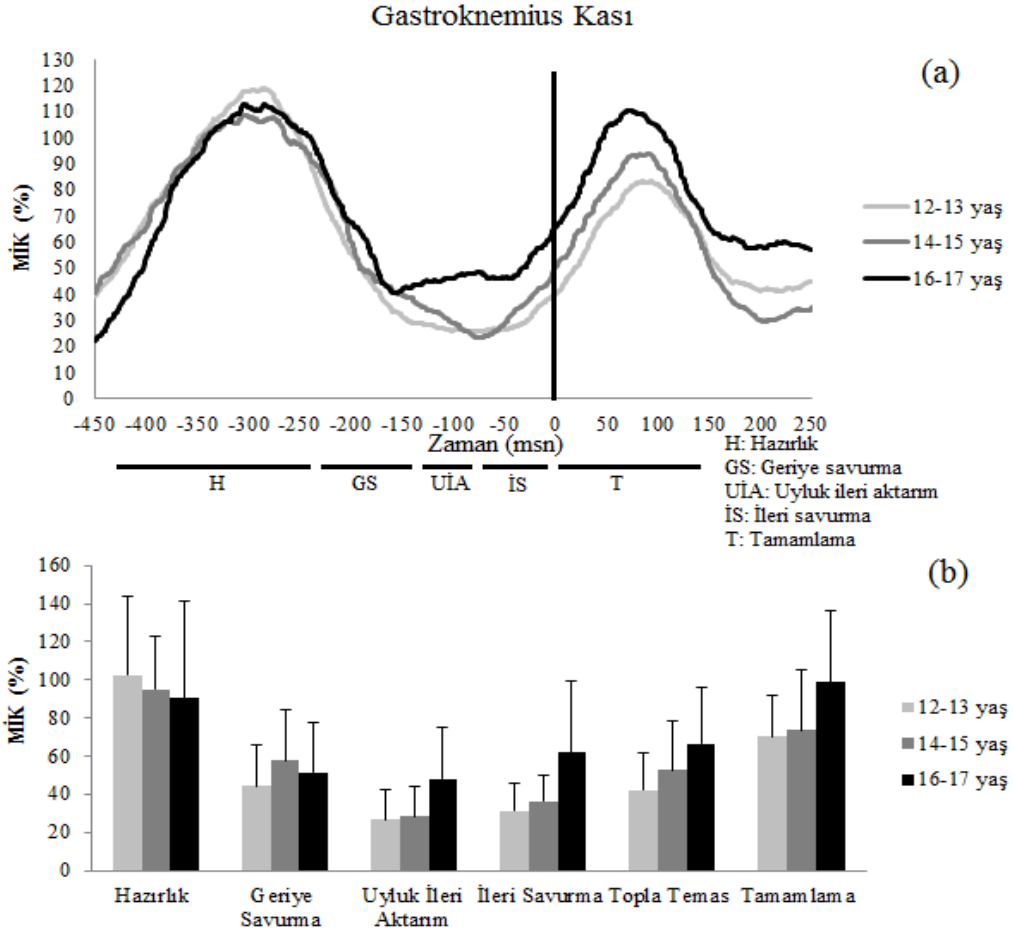 Gastroknemius Kası
(a)
MİK (%)
130
120
110
100
90
80
70
60
50
40
30
20
10
0
-450 -400 -350 -300 -250 -200 -150 -100 -50 0 50 100 150 200 250
Zaman (msn)
12-13 yaş
14-15 yaş
16-17 yaş
H GS UİA İS T
H: Hazırlık
GS: Geriye savurma
UİA: Uyluk ileri aktarım
İS: İleri savurma
T: Tamamlama
(b)
MİK (%)
160
140
120
100
80
60
40
20
0
Hazırlık Geriye Uyluk İleri İleri Savurma Topla Temas Tamamlama
Savurma Aktarım
12-13 yaş
14-15 yaş
16-17 yaş